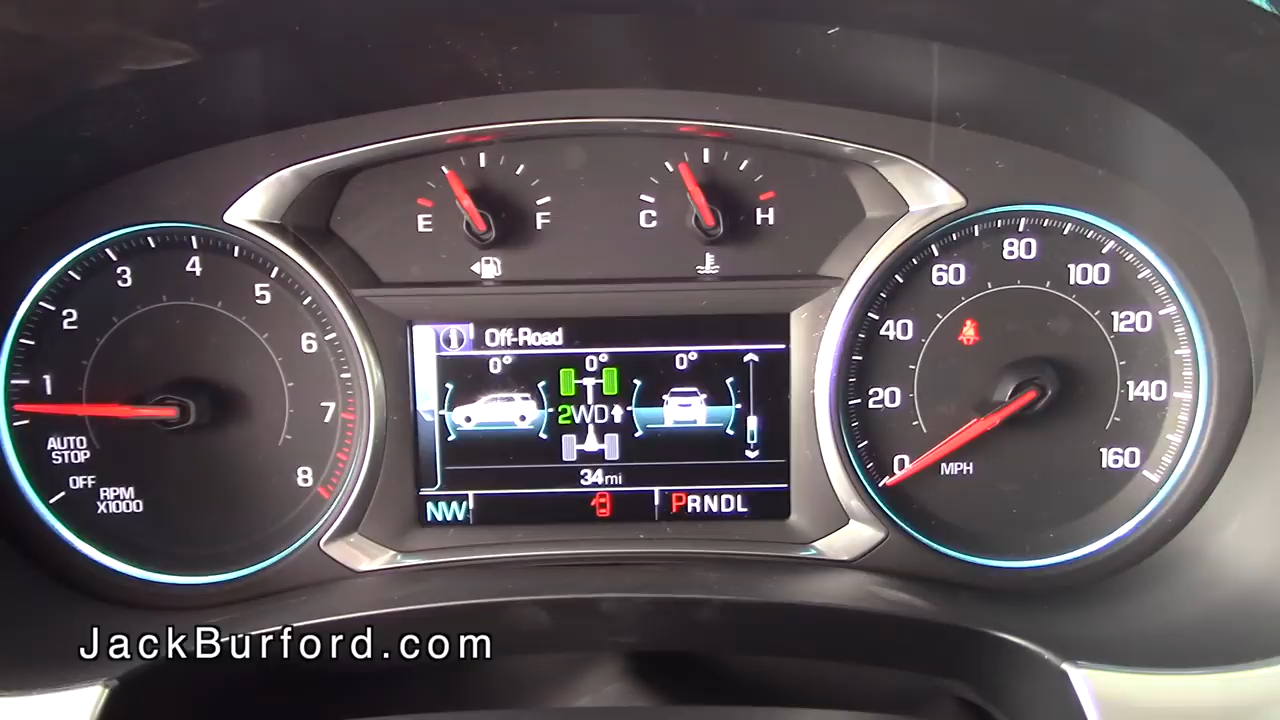 E F
C H
1 2 3 4 5 6 7 8
AUTO
STOP
OFF
RPM
X1000
i Off-Road
0° 0° 0°
2WD
34mi
NW PRNDL
0 20 40 60 80 100 120 140 160
MPH
JackBurford.com